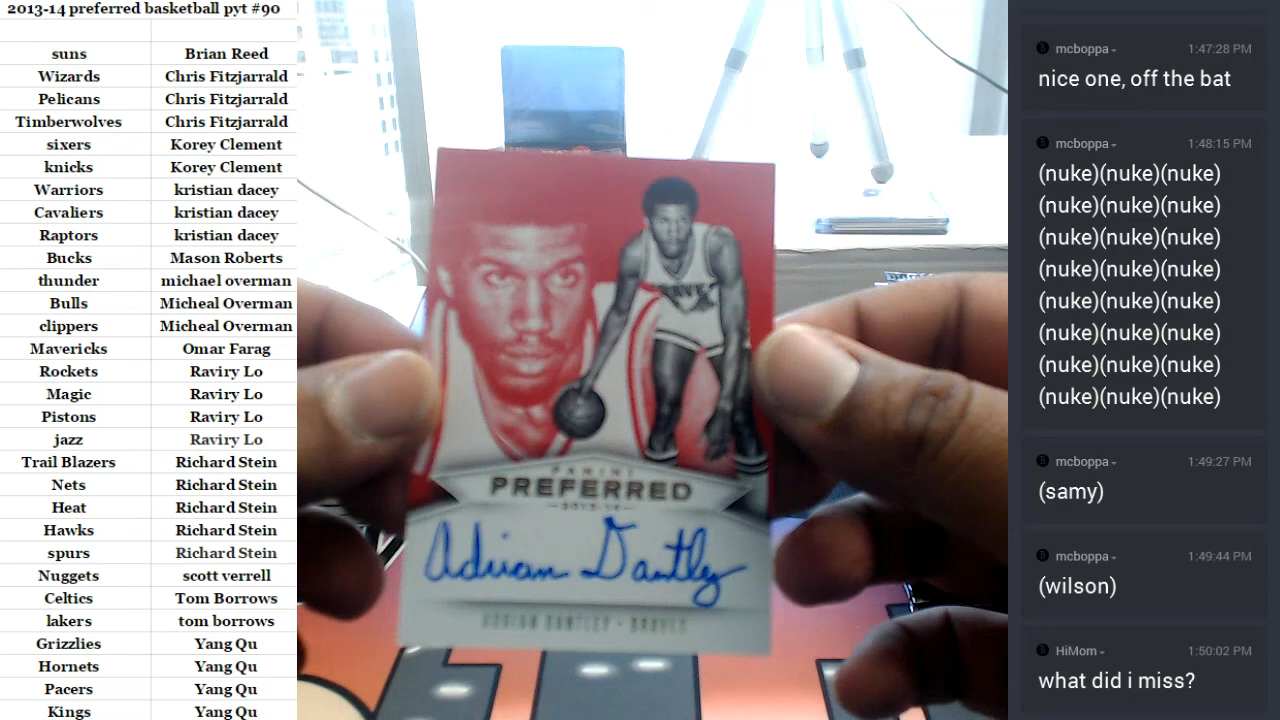 2013-14 preferred basketball pyt #90
suns Brian Reed
Wizards Chris Fitzjarrald
Pelicans Chris Fitzjarrald
Timberwolves Chris Fitzjarrald
sixers Korey Clement
knicks Korey Clement
Warriors kristian dacey
Cavaliers kristian dacey
Raptors kristian dacey
Bucks Mason Roberts
thunder michael overman
Bulls Micheal Overman
clippers Micheal Overman
Mavericks Omar Farag
Rockets Raviry Lo
Magic Raviry Lo
Pistons Raviry Lo
jazz Raviry Lo
Trail Blazers Richard Stein
Nets Richard Stein
Heat Richard Stein
Hawks Richard Stein
spurs Richard Stein
Nuggets scott verrell
Celtics Tom Borrows
lakers tom borrows
Grizzlies Yang Qu
Hornets Yang Qu
Pacers Yang Qu
Kings Yang Qu
PANINI
PREFERRED
2013-14
Adrian Dantley
ADRIAN DANTLEY • BRAVES
mcboppa 1:47:28 PM
nice one, off the bat
mcboppa 1:48:15 PM
(nuke)(nuke)(nuke)
(nuke)(nuke)(nuke)
(nuke)(nuke)(nuke)
(nuke)(nuke)(nuke)
(nuke)(nuke)(nuke)
(nuke)(nuke)(nuke)
(nuke)(nuke)(nuke)
(nuke)(nuke)(nuke)
mcboppa 1:49:27 PM
(samy)
mcboppa 1:49:44 PM
(wilson)
HiMom 1:50:02 PM
what did i miss?